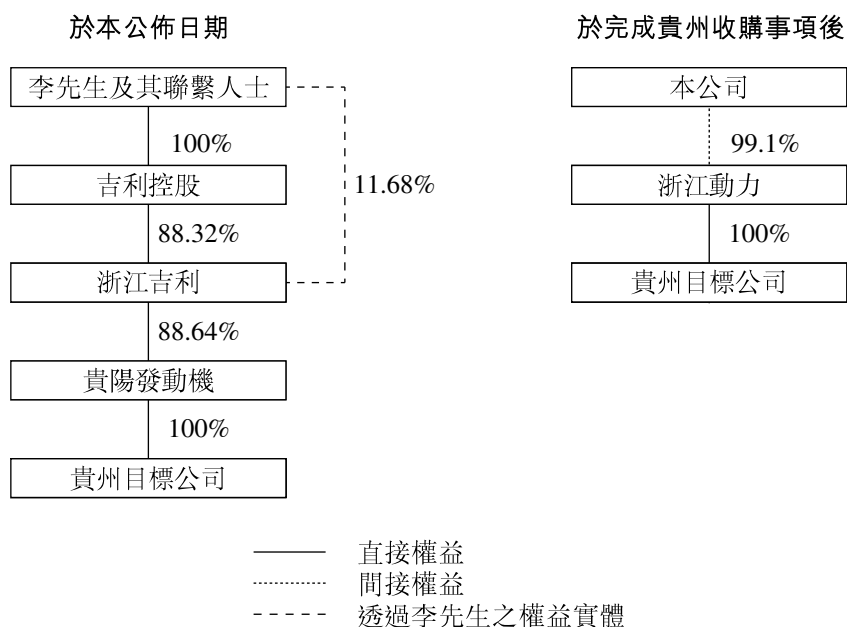 於本公佈日期
李先生及其聯繫人士
100%
吉利控股
11.68%
88.32%
浙江吉利
88.64%
貴陽發動機
100%
貴州目標公司
於完成貴州收購事項後
本公司
99.1%
浙江動力
100%
貴州目標公司
直接權益
間接權益
透過李先生之權益實體